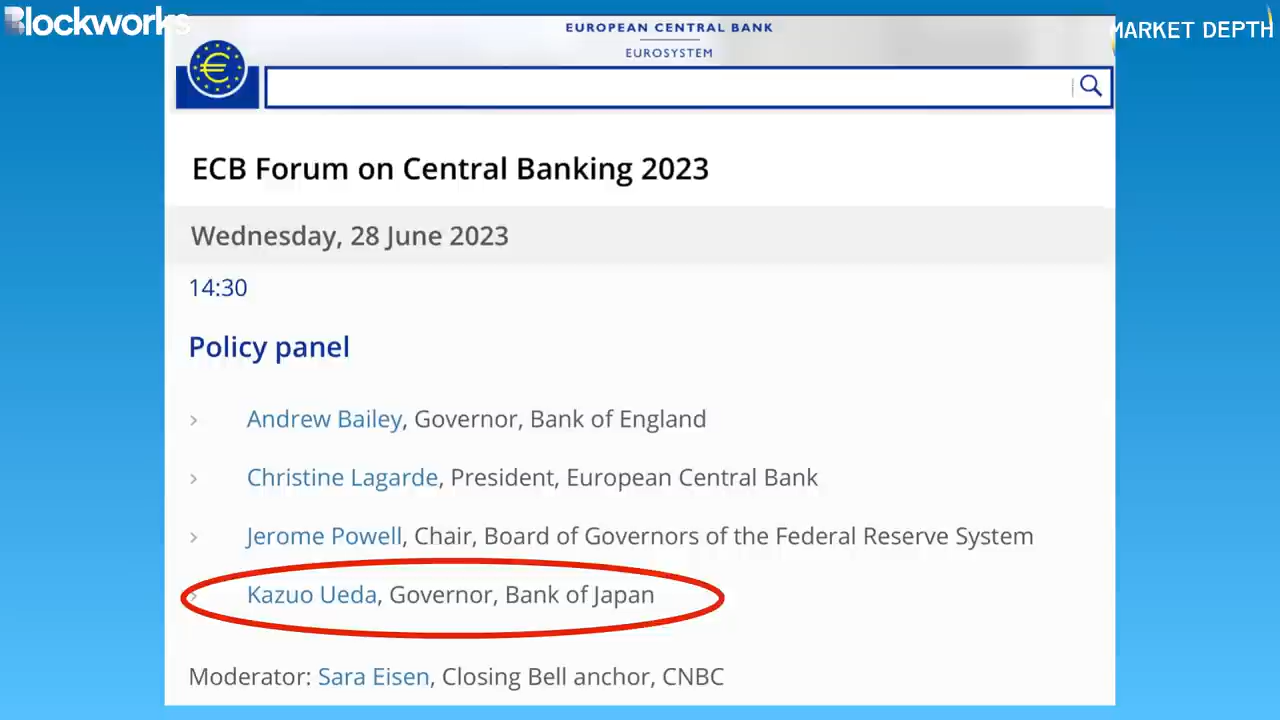 Blockworks
MARKET DEPTH
EUROPEAN CENTRAL BANK
EUROSYSTEM
€
ECB Forum on Central Banking 2023
Wednesday, 28 June 2023
14:30
Policy panel
› Andrew Bailey, Governor, Bank of England
› Christine Lagarde, President, European Central Bank
› Jerome Powell, Chair, Board of Governors of the Federal Reserve System
› Kazuo Ueda, Governor, Bank of Japan
Moderator: Sara Eisen, Closing Bell anchor, CNBC